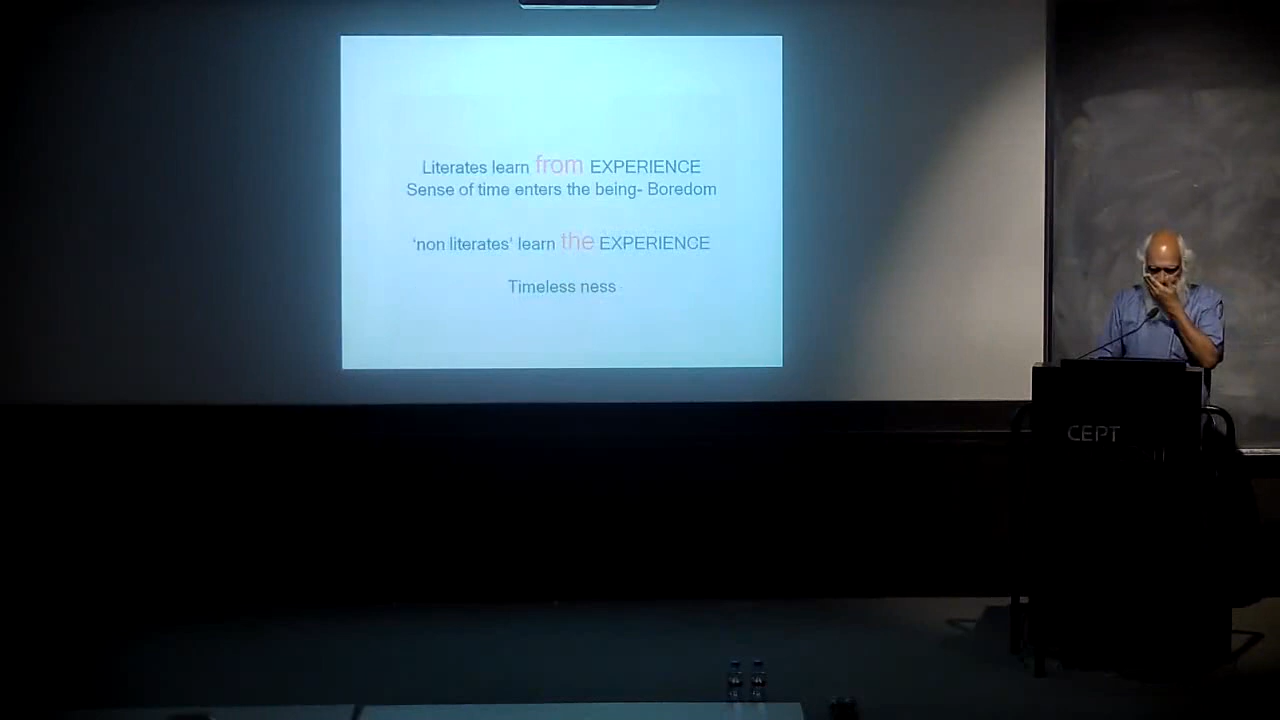 Literates learn from EXPERIENCE
Sense of time enters the being- Boredom
‘non literates’ learn the EXPERIENCE
Timeless ness
CEPT